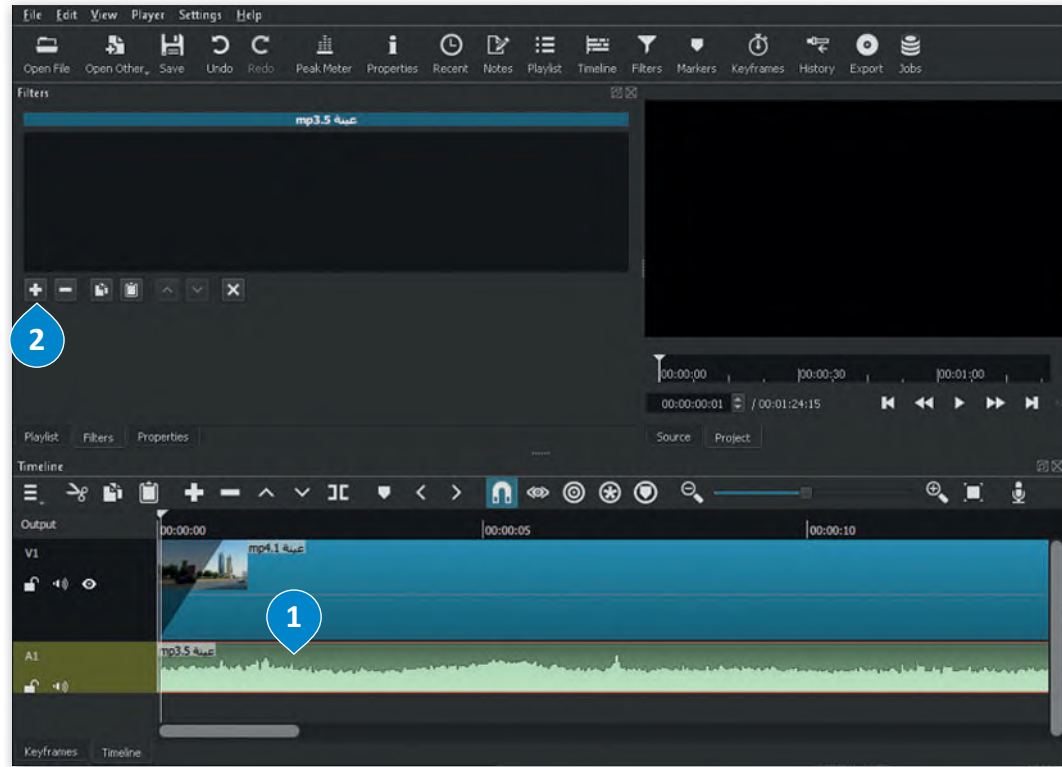 File Edit View Player Settings Help
Open File Open Other... Save Undo Redo Peak Meter Properties Recent Notes Playlist Timeline Filters Markers Keyframes History Export Jobs
Filters
عينة mp3.5
2
00:00:00 00:00:30 00:01:00
00:00:00:01 / 00:01:24:15
Playlist Filters Properties
Source Project
Timeline
Output 00:00:00 00:00:05 00:00:10
V1
عينة mp4.1
1
A1
عينة mp3.5
Keyframes Timeline